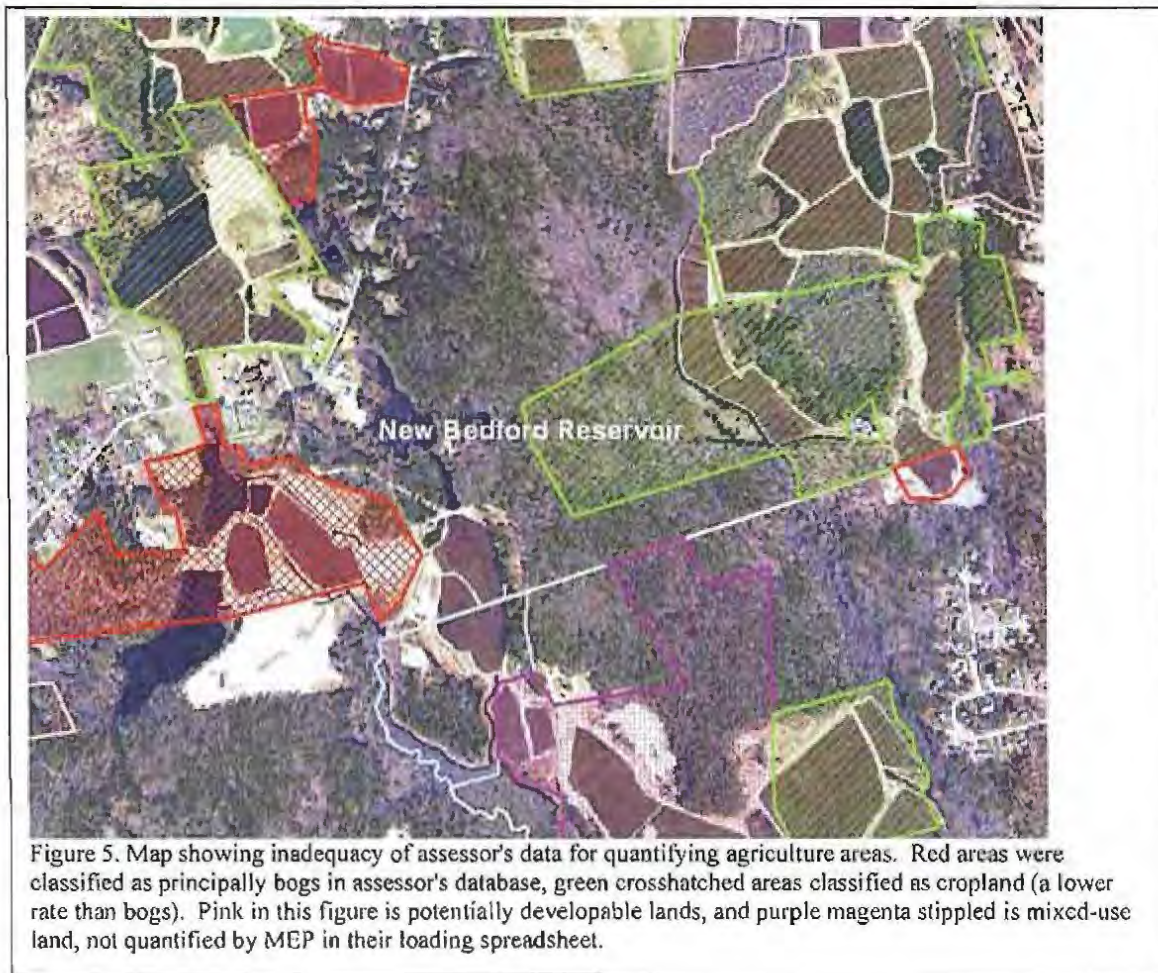 New Bedford Reservoir
Figure 5. Map showing inadequacy of assessor's data for quantifying agriculture areas. Red areas were
classified as principally bogs in assessor's database, green crosshatched areas classified as cropland (a lower
rate than bogs). Pink in this figure is potentially developable lands, and purple magenta stippled is mixed-use
land, not quantified by MEP in their loading spreadsheet.